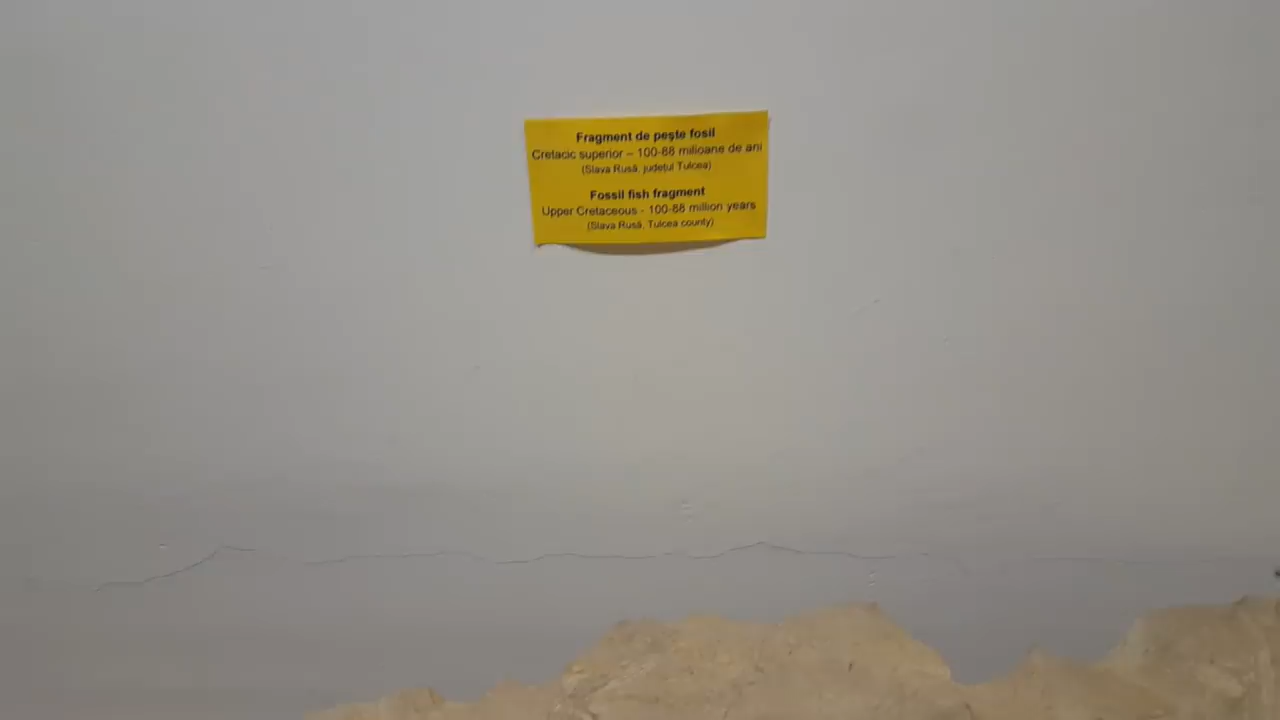 Fragment de pește fosil
Cretacic superior – 100-88 milioane de ani
(Slava Rusă, județul Tulcea)
Fossil fish fragment
Upper Cretaceous - 100-88 million years
(Slava Rusă, Tulcea county)